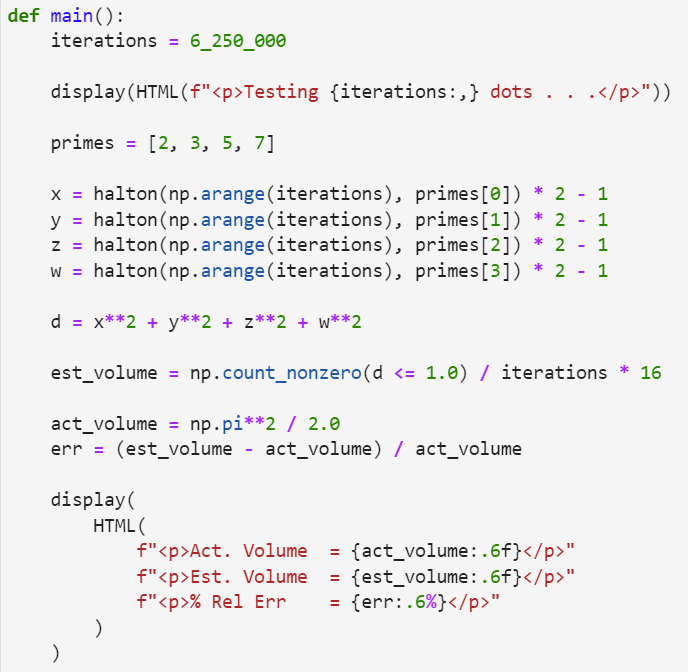 def main():
    iterations = 6_250_000

    display(HTML(f"<p>Testing {iterations:,} dots . . .</p>"))

    primes = [2, 3, 5, 7]

    x = halton(np.arange(iterations), primes[0]) * 2 - 1
    y = halton(np.arange(iterations), primes[1]) * 2 - 1
    z = halton(np.arange(iterations), primes[2]) * 2 - 1
    w = halton(np.arange(iterations), primes[3]) * 2 - 1

    d = x**2 + y**2 + z**2 + w**2

    est_volume = np.count_nonzero(d <= 1.0) / iterations * 16

    act_volume = np.pi**2 / 2.0
    err = (est_volume - act_volume) / act_volume

    display(
        HTML(
            f"<p>Act. Volume  = {act_volume:.6f}</p>"
            f"<p>Est. Volume  = {est_volume:.6f}</p>"
            f"<p>% Rel Err    = {err:.6%}</p>"
        )
    )